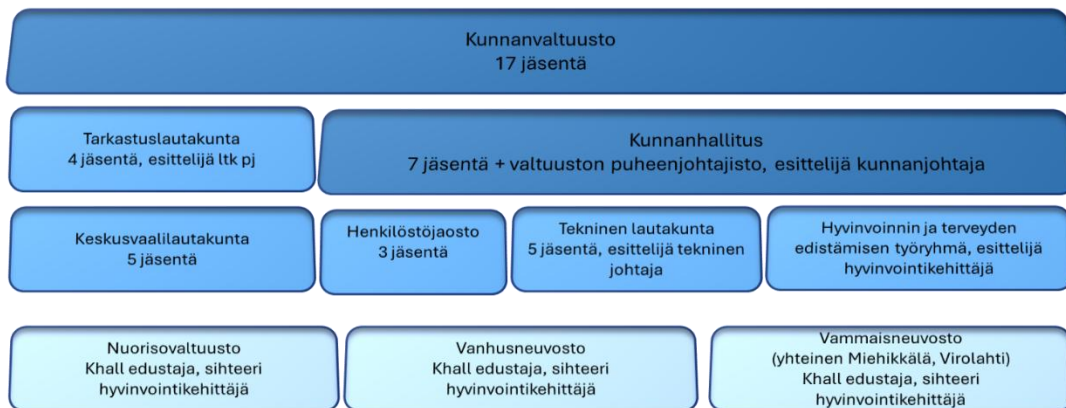 Kunnanvaltuusto
17 jäsentä
Tarkastuslautakunta
4 jäsentä, esittelijä ltk pj
Kunnanhallitus
7 jäsentä + valtuuston puheenjohtajisto, esittelijä kunnanjohtaja
Keskusvaalilautakunta
5 jäsentä
Henkilöstöjaosto
3 jäsentä
Tekninen lautakunta
5 jäsentä, esittelijä tekninen
johtaja
Hyvinvoinnin ja terveyden
edistämisen työryhmä, esittelijä
hyvinvointikehittäjä
Nuorisovaltuusto
Khall edustaja, sihteeri
hyvinvointikehittäjä
Vanhusneuvosto
Khall edustaja, sihteeri
hyvinvointikehittäjä
Vammaisneuvosto
(yhteinen Miehikkälä, Virolahti)
Khall edustaja, sihteeri
hyvinvointikehittäjä